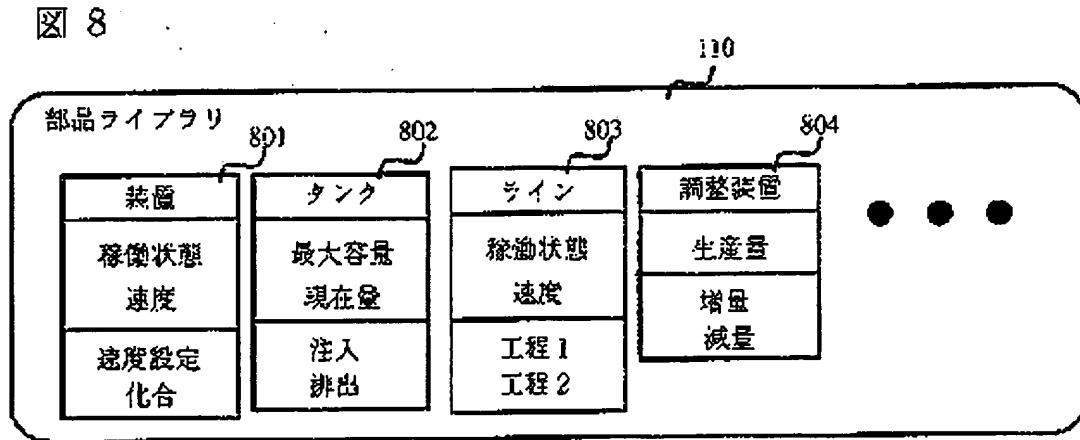 図 8
110
部品ライブラリ
801
802
803
804
装置
稼働状態
速度
速度設定
化合
タンク
最大容量
現在量
注入
排出
ライン
稼働状態
速度
工程1
工程2
調整装置
生産量
増量
減量